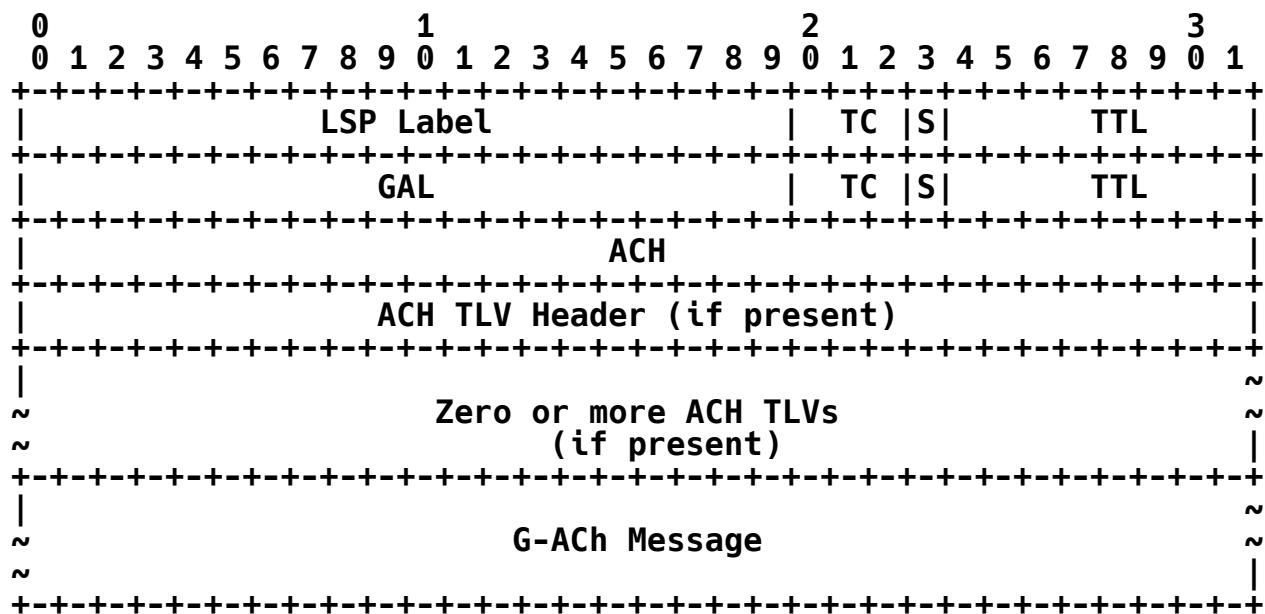 0                   1                   2                   3
 0 1 2 3 4 5 6 7 8 9 0 1 2 3 4 5 6 7 8 9 0 1 2 3 4 5 6 7 8 9 0 1
+-+-+-+-+-+-+-+-+-+-+-+-+-+-+-+-+-+-+-+-+-+-+-+-+-+-+-+-+-+-+-+-+
|               LSP Label               |  TC |S|       TTL     |
+-+-+-+-+-+-+-+-+-+-+-+-+-+-+-+-+-+-+-+-+-+-+-+-+-+-+-+-+-+-+-+-+
|                  GAL                  |  TC |S|       TTL     |
+-+-+-+-+-+-+-+-+-+-+-+-+-+-+-+-+-+-+-+-+-+-+-+-+-+-+-+-+-+-+-+-+
|                              ACH                              |
+-+-+-+-+-+-+-+-+-+-+-+-+-+-+-+-+-+-+-+-+-+-+-+-+-+-+-+-+-+-+-+-+
|                  ACH TLV Header (if present)                  |
+-+-+-+-+-+-+-+-+-+-+-+-+-+-+-+-+-+-+-+-+-+-+-+-+-+-+-+-+-+-+-+-+
|                                                               ~
~                     Zero or more ACH TLVs                     ~
~                           (if present)                        |
+-+-+-+-+-+-+-+-+-+-+-+-+-+-+-+-+-+-+-+-+-+-+-+-+-+-+-+-+-+-+-+-+
|                                                               ~
~                         G-ACh Message                         ~
~                                                               |
+-+-+-+-+-+-+-+-+-+-+-+-+-+-+-+-+-+-+-+-+-+-+-+-+-+-+-+-+-+-+-+-+